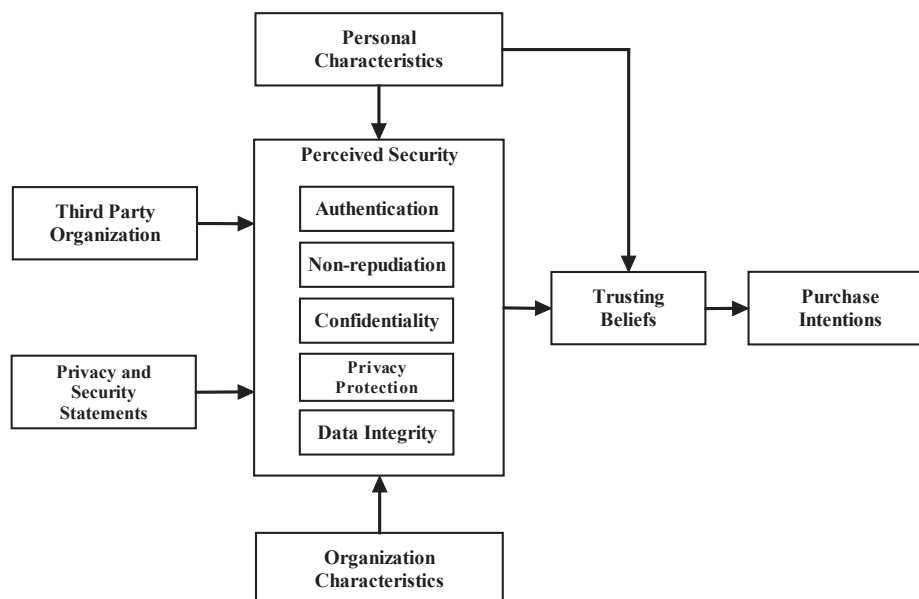 Personal
Characteristics
Perceived Security
Third Party
Organization
Authentication
Non-repudiation
Confidentiality
Privacy
Protection
Data Integrity
Privacy and
Security
Statements
Trusting
Beliefs
Purchase
Intentions
Organization
Characteristics